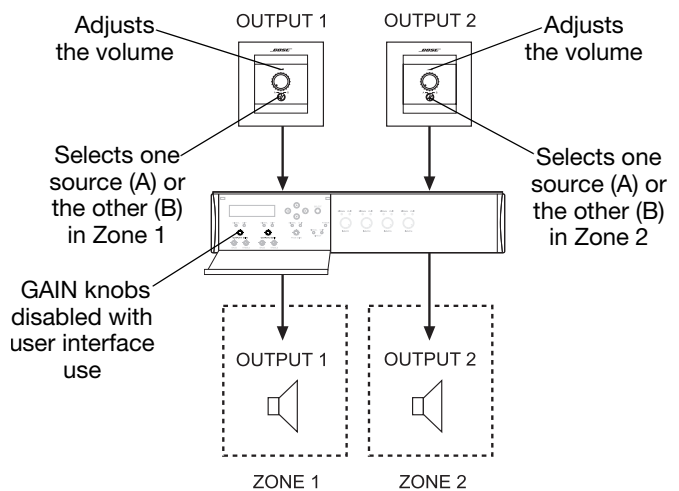 OUTPUT 1
OUTPUT 2
Adjusts
the volume
Adjusts
the volume
BOSE
BOSE
Selects one
source (A) or
the other (B)
in Zone 1
Selects one
source (A) or
the other (B)
in Zone 2
GAIN knobs
disabled with
user interface
use
OUTPUT 1
OUTPUT 2
ZONE 1
ZONE 2